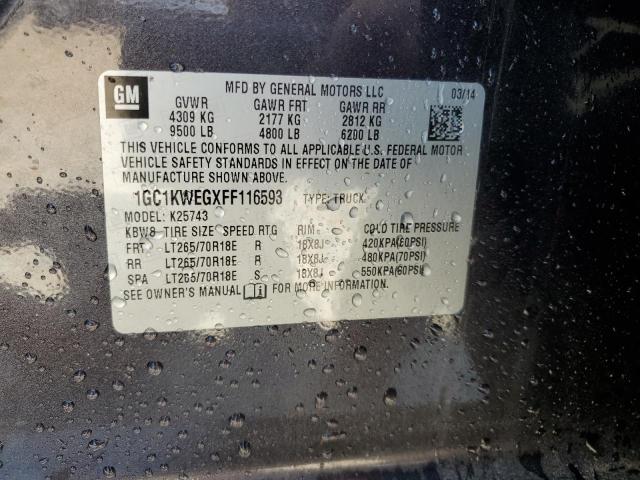 GM
MFD BY GENERAL MOTORS LLC
03/14
GVWR GAWR FRT GAWR RR
4309 KG 2177 KG 2812 KG
9500 LB 4800 LB 6200 LB
THIS VEHICLE CONFORMS TO ALL APPLICABLE U.S. FEDERAL MOTOR
VEHICLE SAFETY STANDARDS IN EFFECT ON THE DATE OF
MANUFACTURE SHOWN ABOVE.
1GC1KWEGXFF116593 TYPE: TRUCK
MODEL: K25743
KBW8 TIRE SIZE SPEED RTG RIM COLD TIRE PRESSURE
FRT LT265/70R18E R 18X8J 420KPA(60PSI)
RR LT265/70R18E R 18X8J 480KPA(70PSI)
SPA LT265/70R18E S 18X8J 550KPA(80PSI)
SEE OWNER'S MANUAL FOR MORE INFORMATION.